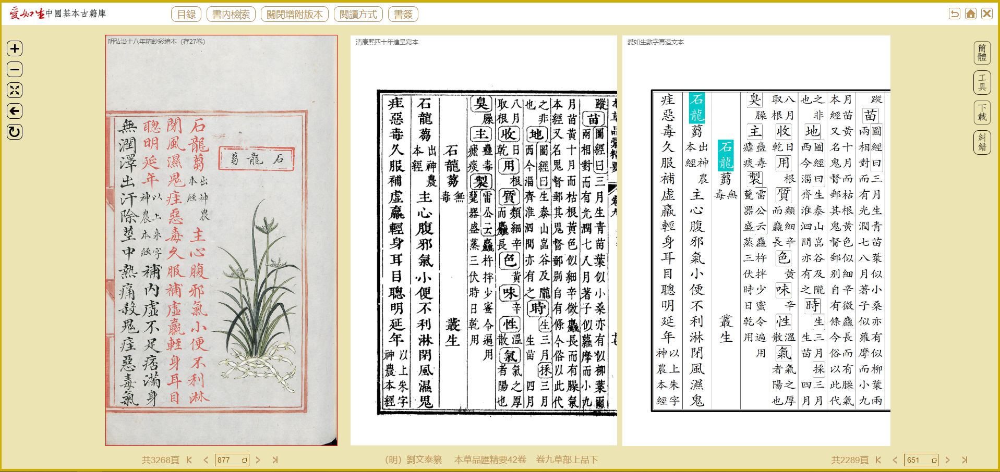 愛如生中國基本古籍庫
目錄 書內檢索 關閉增附版本 閱讀方式 書簽
明弘治十八年精鈔彩繪本（存27卷）
石龍蒭
石龍蒭出神農本經主心腹邪氣小便不利淋
閉風濕鬼疰惡毒久服補虛羸輕身耳目
聰明延年以上朱字神農本經補內虛不足痞滿身
無潤澤出汗除莖中熱痛殺鬼疰惡毒氣
清康熙四十年進呈寫本
本草品彙精要 卷九
蹤苗圖經曰三月生青苗葉似小桑亦有似柳葉兩兩相對而有光潤七八月著子似蘿摩而小九
月苗黃十月而枯根黃色似細辛微麤長而有臊氣本經又名鬼督郵其鬼督郵別自有條今俗以此代
之非也地圖經曰生泰山嵓谷及隴西今淄齊淮泗間亦有之時生三月生苗採三月四月
八月取根收日乾用根質類細辛而麤長色黃味辛性溫散氣氣之厚者陽也
臭臊主蠱毒瘧痰製雷公云麤杵拌少蜜令遍用甕器盛蒸三伏時日乾用
石龍蒭無毒 叢生
石龍蒭出神農本經主心腹邪氣小便不利淋閉風濕鬼
疰惡毒久服補虛羸輕身耳目聰明延年以上朱字神農本經
愛如生數字再造文本
蹤苗圖經曰三月生青苗葉似小桑亦有似柳葉兩兩相對而有光潤七八月著子似蘿摩而小九
月苗黃十月而枯根黃色似細辛微麤長而有臊氣本經又名鬼督郵其鬼督郵別自有條今俗以此代
之非也地圖經曰生泰山嵓谷及隴西今淄齊淮泗間亦有之時生三月生苗採三月四月
八月取根收日乾用根質類細辛而麤長色黃味辛性溫散氣氣之厚者陽也
臭臊主蠱毒瘧痰製雷公云麤杵拌少蜜令遍用甕器盛蒸三伏時日乾用
石龍蒭無毒 叢生
石龍蒭出神農本經主心腹邪氣小便不利淋閉風濕鬼
疰惡毒久服補虛羸輕身耳目聰明延年以上朱字神農本經
簡體
工具
下載
糾錯
共3268頁 877
（明）劉文泰纂 本草品匯精要42卷 卷九草部上品下
共2289頁 651